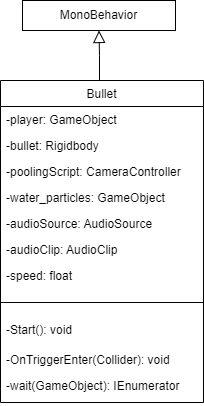 MonoBehavior
Bullet
-player: GameObject
-bullet: Rigidbody
-poolingScript: CameraController
-water_particles: GameObject
-audioSource: AudioSource
-audioClip: AudioClip
-speed: float
-Start(): void
-OnTriggerEnter(Collider): void
-wait(GameObject): IEnumerator